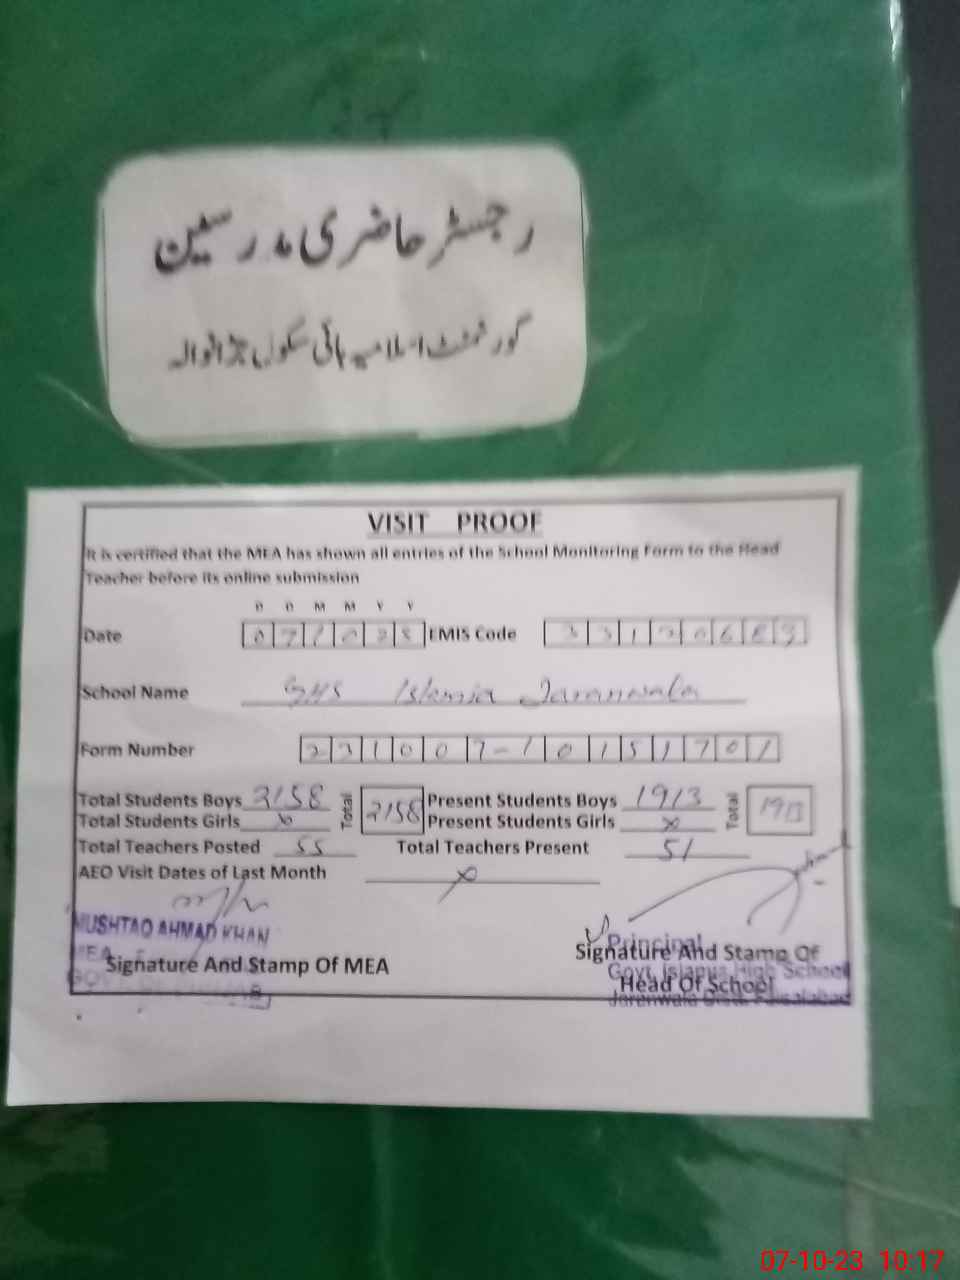 رجسٹر حاضری مدرسین
گورنمنٹ اسلامیہ ہائی سکول جڑانوالہ
VISIT PROOF
It is certified that the MEA has shown all entries of the School Monitoring Form to the Head
Teacher before its online submission
D D M M Y Y
Date 0 7 1 0 2 3 EMIS Code 3 3 1 2 0 6 8 9
School Name GHS Islamia Jaranwala
Form Number 2 3 1 0 0 7 - 1 0 1 5 1 7 0 1
Total Students Boys 2158 Total 2158 Present Students Boys 1913 Total 1913
Total Students Girls x Present Students Girls x
Total Teachers Posted 55 Total Teachers Present 51
AEO Visit Dates of Last Month x
MUSHTAQ AHMAD KHAN
MEA
Signature And Stamp Of MEA
Principal
Signature And Stamp Of
Govt. Islamia High School
Head Of School
Jaranwala Distt. Faisalabad
07-10-23 10:17